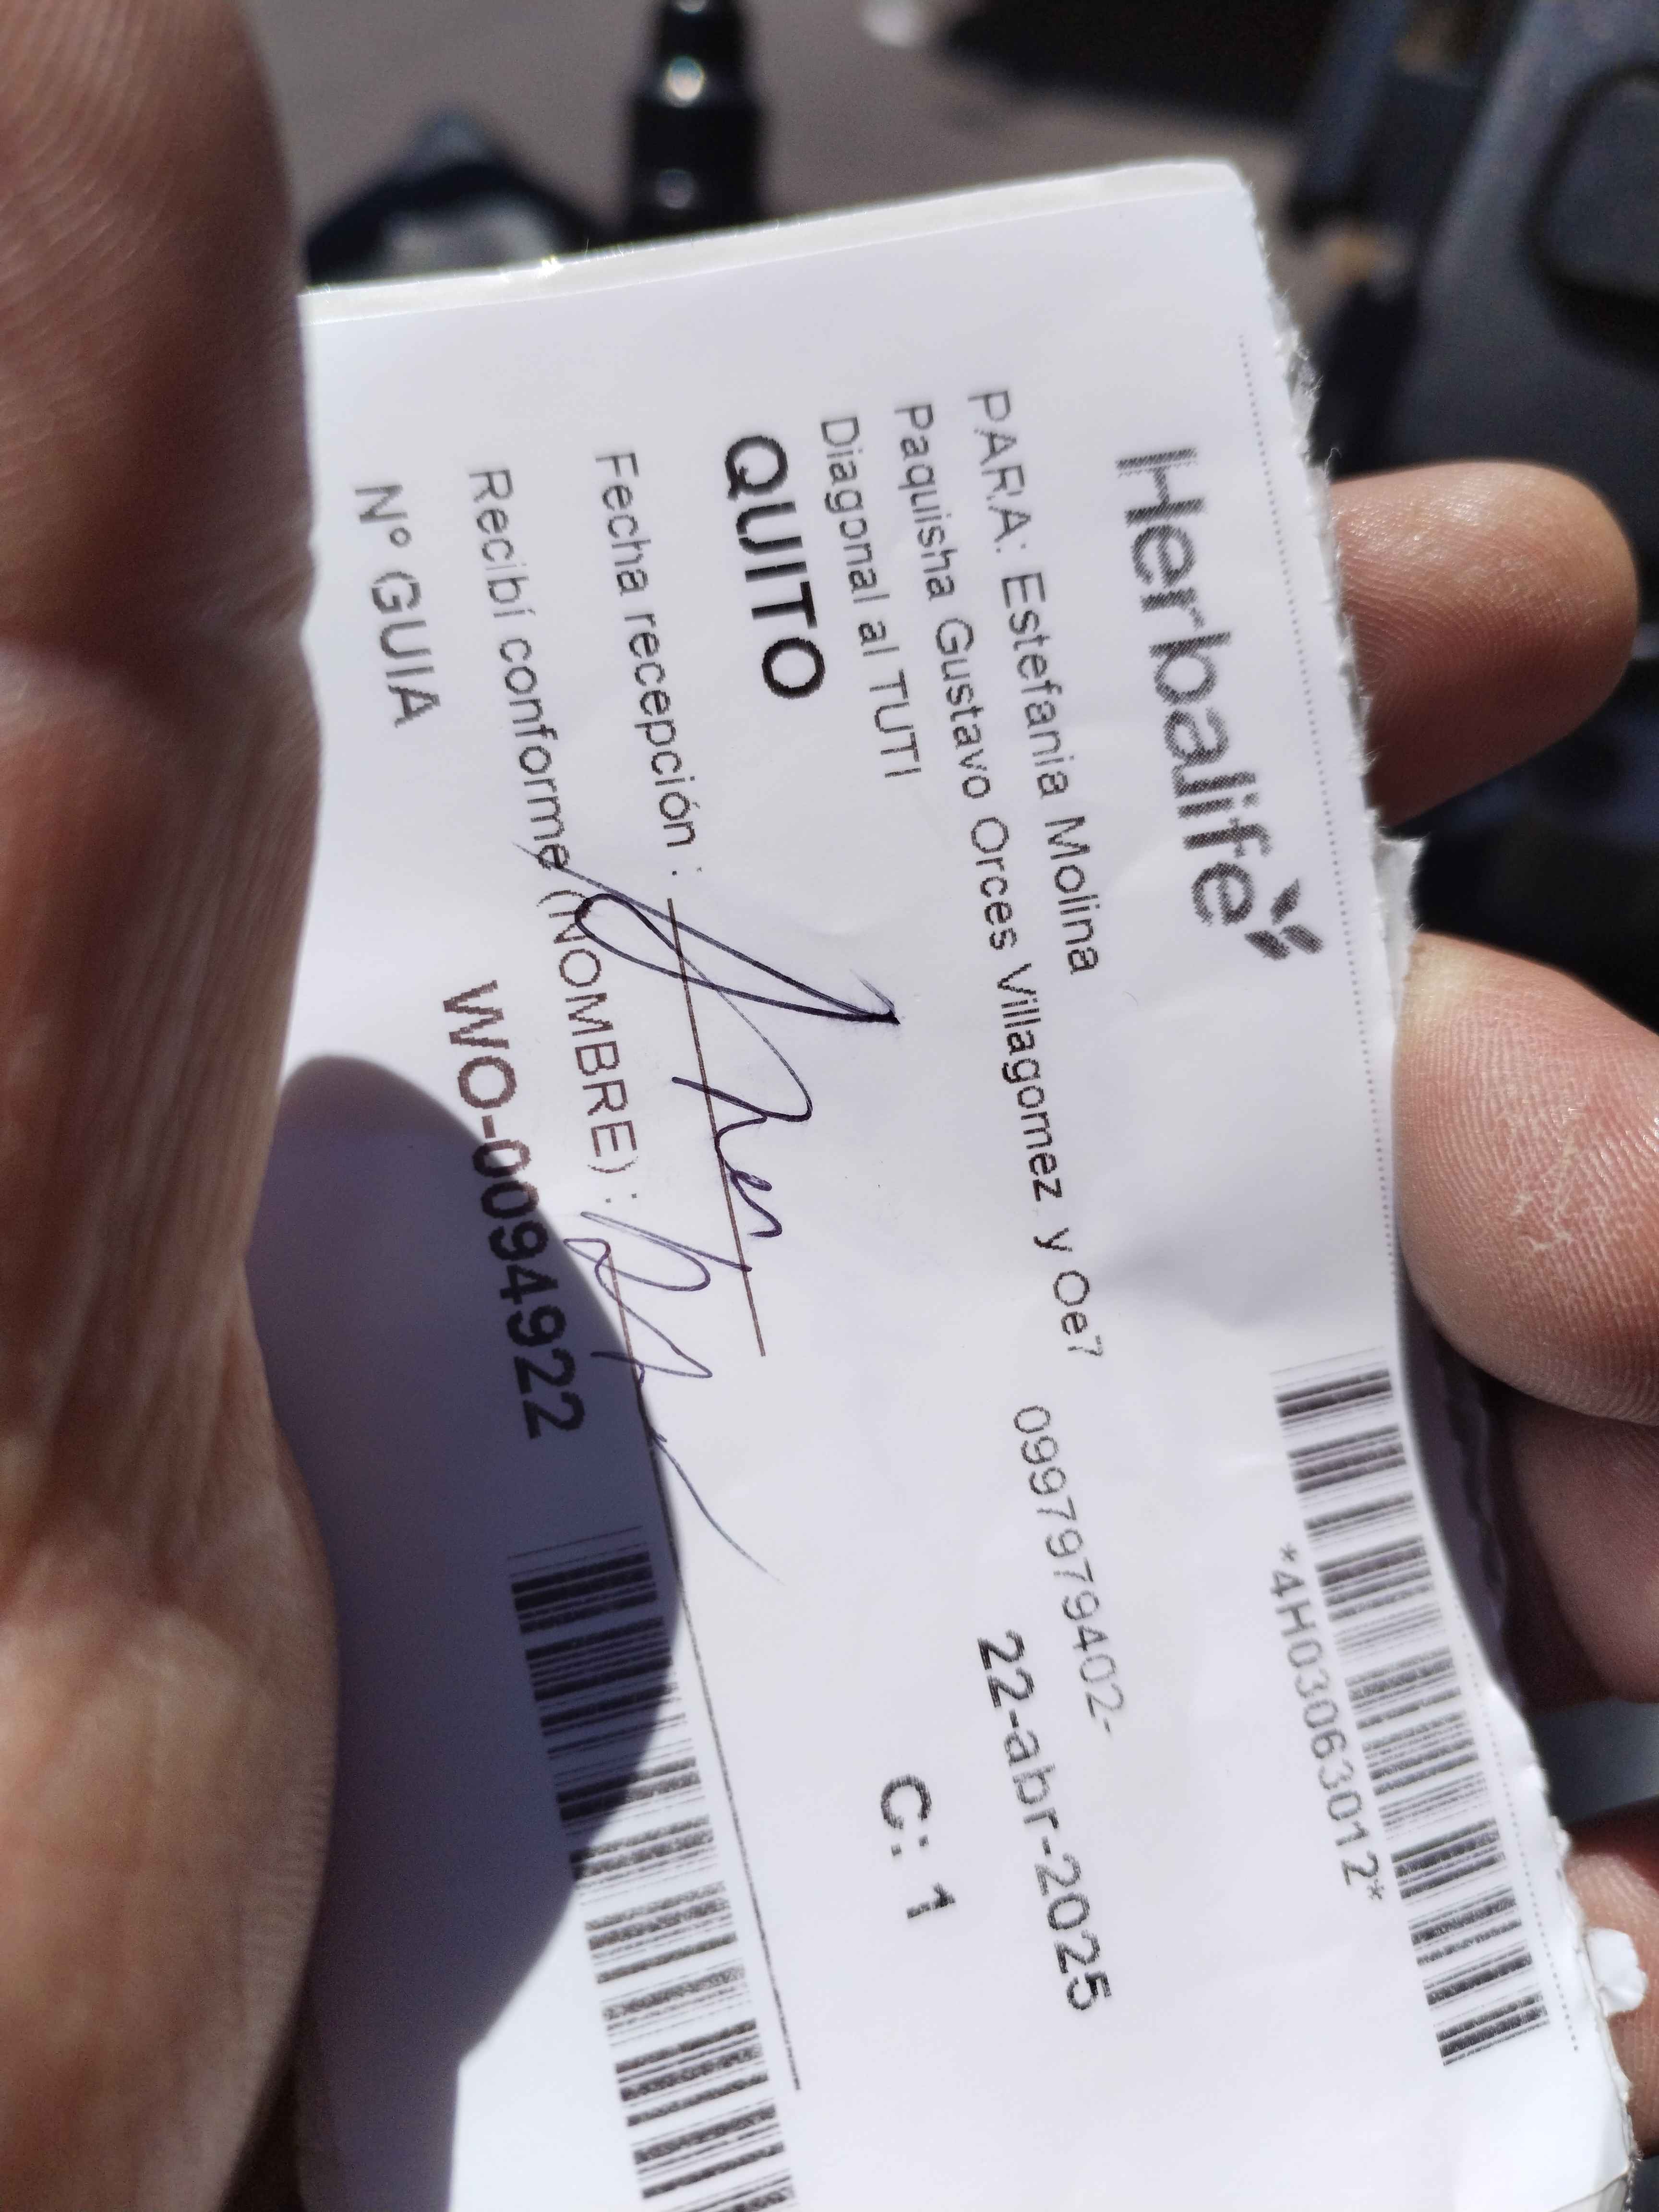 Herbalife
*4H03063012*
PARA: Estefania Molina 0997979402-
Paquisha Gustavo Orces Villagomez y Oe7
Diagonal al TUTI 22-abr-2025
QUITO C: 1
Fecha recepción :
Recibí conforme (NOMBRE) :
N° GUIA WO-0094922